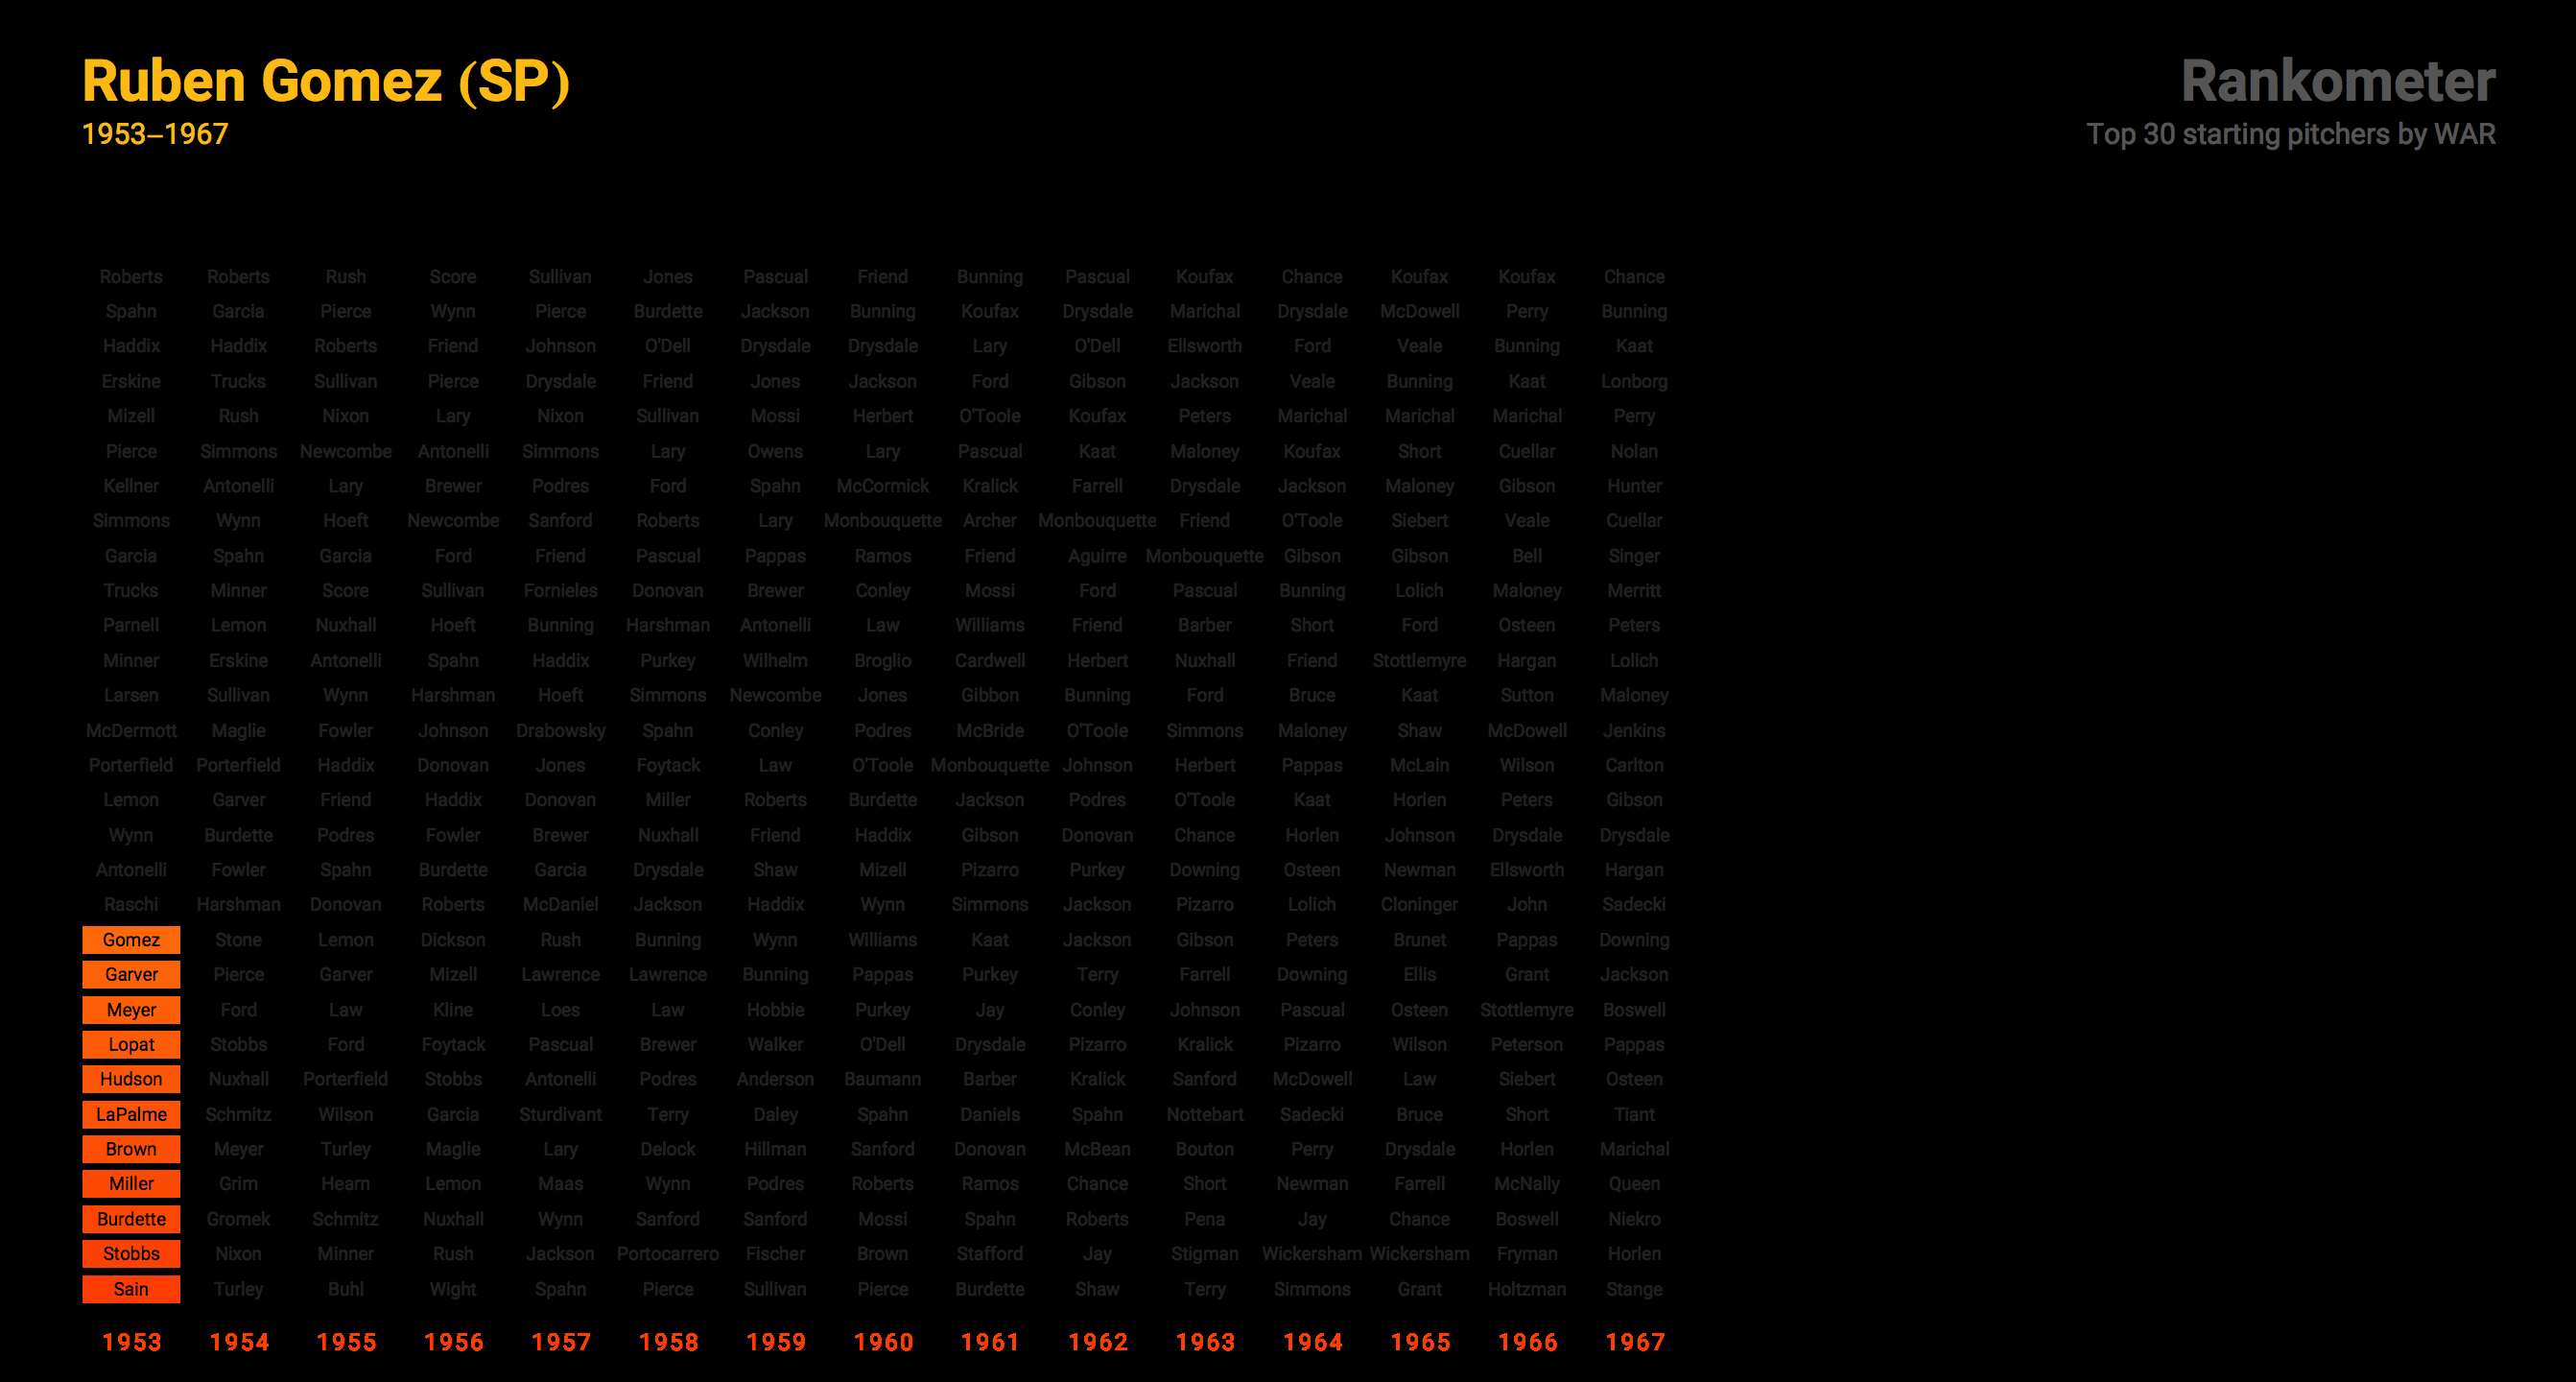 Ruben Gomez (SP)
1953–1967
Rankometer
Top 30 starting pitchers by WAR
Roberts Roberts Rush Score Sullivan Jones Pascual Friend Bunning Pascual Koufax Chance Koufax Koufax Chance
Spahn Garcia Pierce Wynn Pierce Burdette Jackson Bunning Koufax Drysdale Marichal Drysdale McDowell Perry Bunning
Haddix Haddix Roberts Friend Johnson O'Dell Drysdale Drysdale Lary O'Dell Ellsworth Ford Veale Bunning Kaat
Erskine Trucks Sullivan Pierce Drysdale Friend Jones Jackson Ford Gibson Jackson Veale Bunning Kaat Lonborg
Mizell Rush Nixon Lary Nixon Sullivan Mossi Herbert O'Toole Koufax Peters Marichal Marichal Marichal Perry
Pierce Simmons Newcombe Antonelli Simmons Lary Owens Lary Pascual Kaat Maloney Koufax Short Cuellar Nolan
Kellner Antonelli Lary Brewer Podres Ford Spahn McCormick Kralick Farrell Drysdale Jackson Maloney Gibson Hunter
Simmons Wynn Hoeft Newcombe Sanford Roberts Lary Monbouquette Archer Monbouquette Friend O'Toole Siebert Veale Cuellar
Garcia Spahn Garcia Ford Friend Pascual Pappas Ramos Friend Aguirre Monbouquette Gibson Gibson Bell Singer
Trucks Minner Score Sullivan Fornieles Donovan Brewer Conley Mossi Ford Pascual Bunning Lolich Maloney Merritt
Parnell Lemon Nuxhall Hoeft Bunning Harshman Antonelli Law Williams Friend Barber Short Ford Osteen Peters
Minner Erskine Antonelli Spahn Haddix Purkey Wilhelm Broglio Cardwell Herbert Nuxhall Friend Stottlemyre Hargan Lolich
Larsen Sullivan Wynn Harshman Hoeft Simmons Newcombe Jones Gibbon Bunning Ford Bruce Kaat Sutton Maloney
McDermott Maglie Fowler Johnson Drabowsky Spahn Conley Podres McBride O'Toole Simmons Maloney Shaw McDowell Jenkins
Porterfield Porterfield Haddix Donovan Jones Foytack Law O'Toole Monbouquette Johnson Herbert Pappas McLain Wilson Carlton
Lemon Garver Friend Haddix Donovan Miller Roberts Burdette Jackson Podres O'Toole Kaat Horlen Peters Gibson
Wynn Burdette Podres Fowler Brewer Nuxhall Friend Haddix Gibson Donovan Chance Horlen Johnson Drysdale Drysdale
Antonelli Fowler Spahn Burdette Garcia Drysdale Shaw Mizell Pizarro Purkey Downing Osteen Newman Ellsworth Hargan
Raschi Harshman Donovan Roberts McDaniel Jackson Haddix Wynn Simmons Jackson Pizarro Lolich Cloninger John Sadecki
Gomez Stone Lemon Dickson Rush Bunning Wynn Williams Kaat Jackson Gibson Peters Brunet Pappas Downing
Garver Pierce Garver Mizell Lawrence Lawrence Bunning Pappas Purkey Terry Farrell Downing Ellis Grant Jackson
Meyer Ford Law Kline Loes Law Hobbie Purkey Jay Conley Johnson Pascual Osteen Stottlemyre Boswell
Lopat Stobbs Ford Foytack Pascual Brewer Walker O'Dell Drysdale Pizarro Kralick Pizarro Wilson Peterson Pappas
Hudson Nuxhall Porterfield Stobbs Antonelli Podres Anderson Baumann Barber Kralick Sanford McDowell Law Siebert Osteen
LaPalme Schmitz Wilson Garcia Sturdivant Terry Daley Spahn Daniels Spahn Nottebart Sadecki Bruce Short Tiant
Brown Meyer Turley Maglie Lary Delock Hillman Sanford Donovan McBean Bouton Perry Drysdale Horlen Marichal
Miller Grim Hearn Lemon Maas Wynn Podres Roberts Ramos Chance Short Newman Farrell McNally Queen
Burdette Gromek Schmitz Nuxhall Wynn Sanford Sanford Mossi Spahn Roberts Pena Jay Chance Boswell Niekro
Stobbs Nixon Minner Rush Jackson Portocarrero Fischer Brown Stafford Jay Stigman Wickersham Wickersham Fryman Horlen
Sain Turley Buhl Wight Spahn Pierce Sullivan Pierce Burdette Shaw Terry Simmons Grant Holtzman Stange
1953 1954 1955 1956 1957 1958 1959 1960 1961 1962 1963 1964 1965 1966 1967